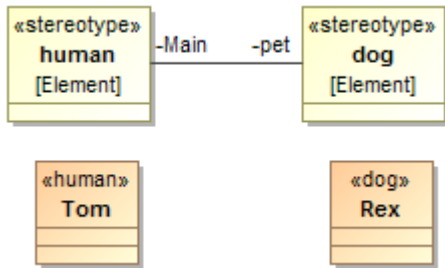 «stereotype»
human
[Element]
-Main
-pet
«stereotype»
dog
[Element]
«human»
Tom
«dog»
Rex